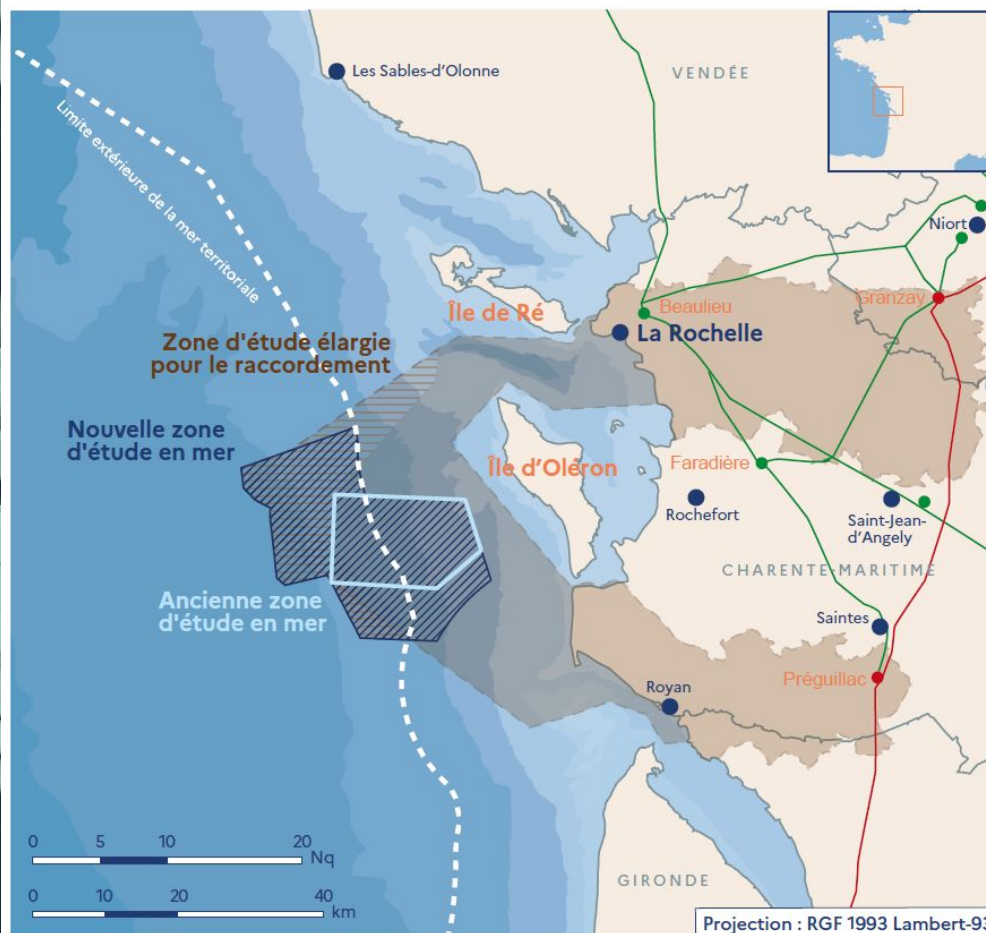 Les Sables-d'Olonne
VENDÉE
Limite extérieure de la mer territoriale
Niort
Île de Ré
Beaulieu
Granzay
La Rochelle
Zone d'étude élargie
pour le raccordement
Nouvelle zone
d'étude en mer
Île d'Oléron
Faradière
Rochefort
Saint-Jean-
d'Angely
CHARENTE-MARITIME
Ancienne zone
d'étude en mer
Saintes
Préguillac
Royan
0 5 10 20
Nq
0 10 20 40
km
GIRONDE
Projection : RGF 1993 Lambert-93